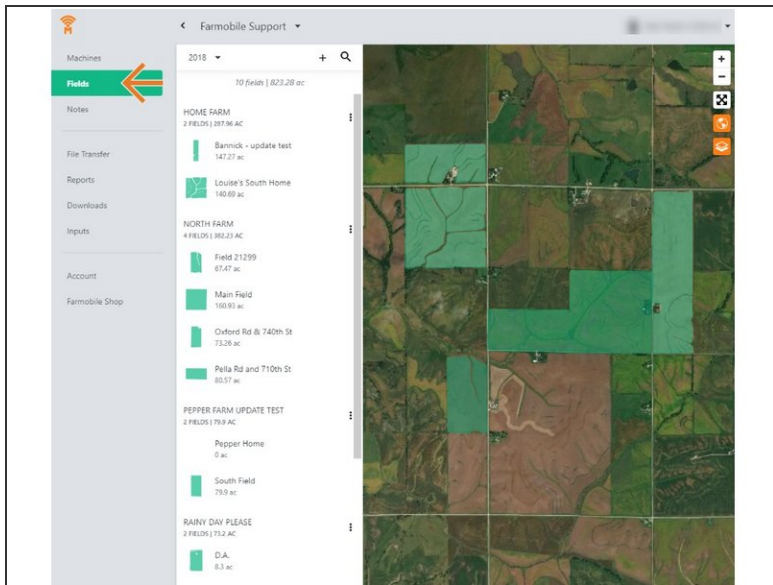 Farmobile Support
Machines
Fields
Notes
File Transfer
Reports
Downloads
Inputs
Account
Farmobile Shop
2018
+
10 fields | 823.28 ac
HOME FARM
2 FIELDS | 287.96 AC
Bannick - update test
147.27 ac
Louise's South Home
140.69 ac
NORTH FARM
4 FIELDS | 382.23 AC
Field 21299
67.47 ac
Main Field
160.93 ac
Oxford Rd & 740th St
73.26 ac
Pella Rd and 710th St
80.57 ac
PEPPER FARM UPDATE TEST
2 FIELDS | 79.9 AC
Pepper Home
0 ac
South Field
79.9 ac
RAINY DAY PLEASE
2 FIELDS | 73.2 AC
D.A.
8.3 ac
+
−